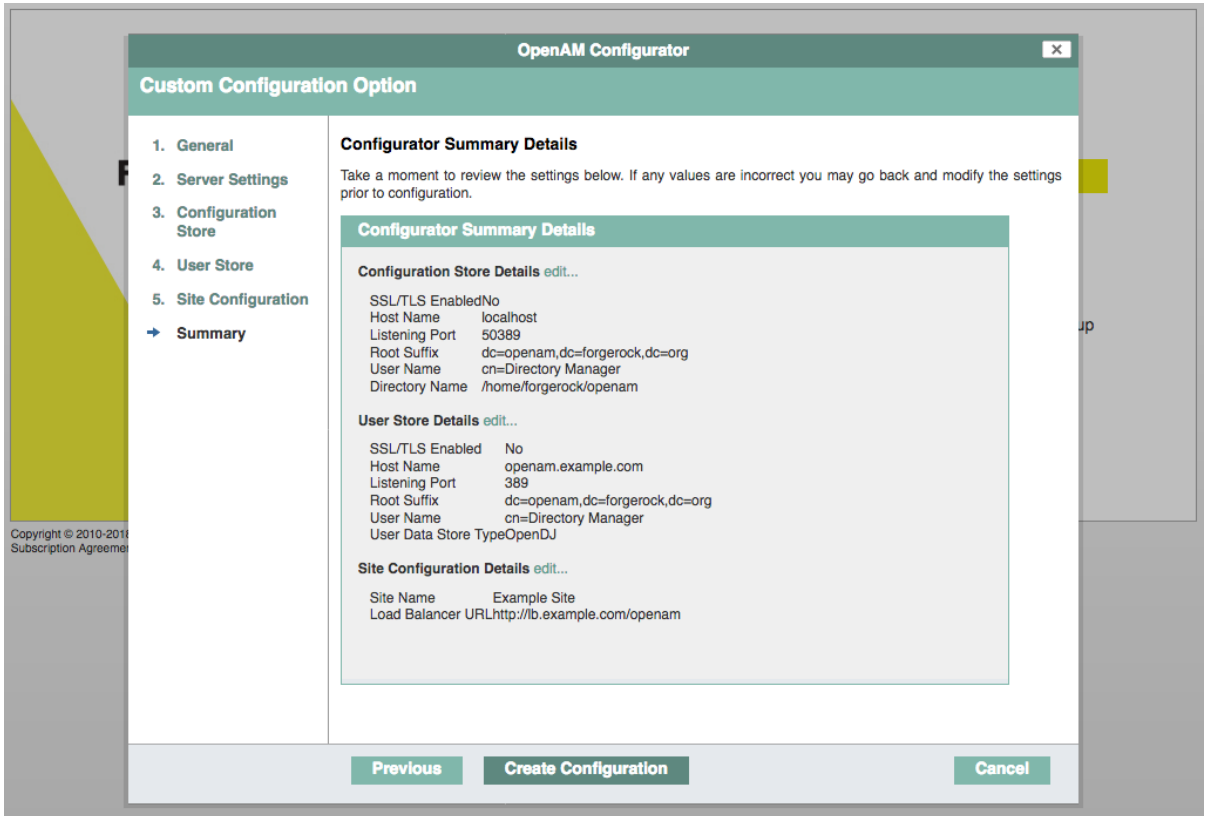 OpenAM Configurator
Custom Configuration Option
1. General
2. Server Settings
3. Configuration
Store
4. User Store
5. Site Configuration
Summary
Configurator Summary Details
Take a moment to review the settings below. If any values are incorrect you may go back and modify the settings
prior to configuration.
Configurator Summary Details
Configuration Store Details edit...
SSL/TLS EnabledNo
Host Name localhost
Listening Port 50389
Root Suffix dc=openam,dc=forgerock,dc=org
User Name cn=Directory Manager
Directory Name /home/forgerock/openam
User Store Details edit...
SSL/TLS Enabled No
Host Name openam.example.com
Listening Port 389
Root Suffix dc=openam,dc=forgerock,dc=org
User Name cn=Directory Manager
User Data Store TypeOpenDJ
Site Configuration Details edit...
Site Name Example Site
Load Balancer URLhttp://lb.example.com/openam
Previous
Create Configuration
Cancel
F
up
Copyright © 2010-2018
Subscription Agreeme